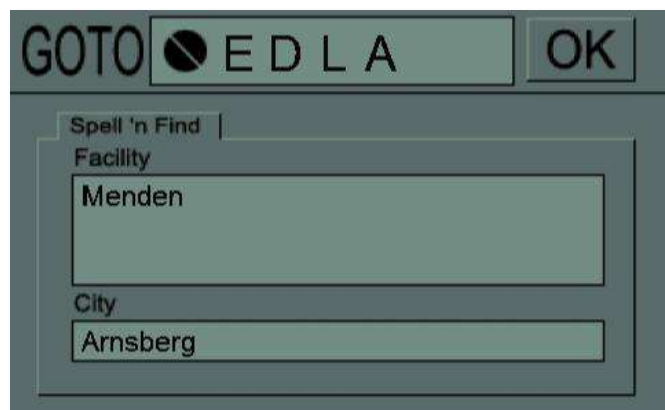 GOTO EDLA OK
Spell 'n Find
Facility
Menden
City
Arnsberg